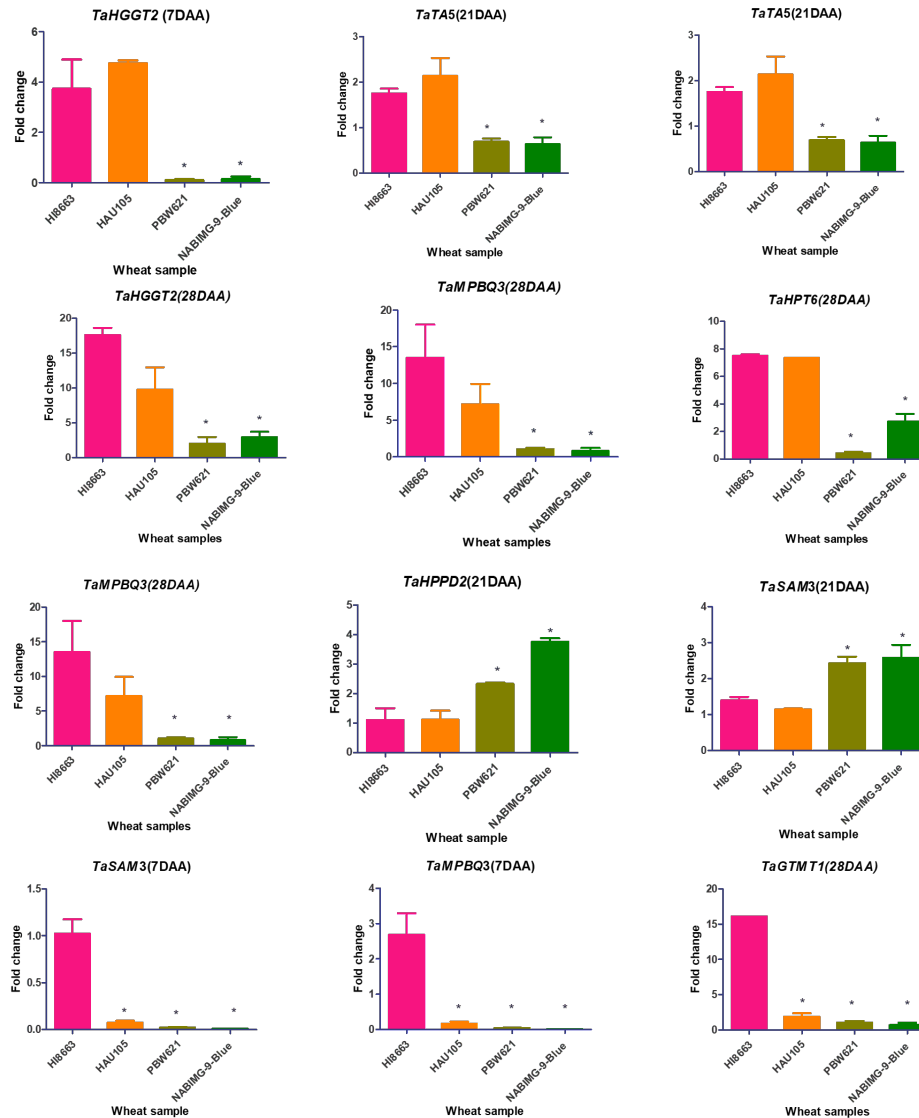 TaHGGT2 (7DAA)
Fold change
6
4
2
0
HI8663
HAU105
PBW621
NABIMG-9-Blue
*
*
Wheat sample
TaTA5(21DAA)
Fold change
3
2
1
0
HI8663
HAU105
PBW621
NABIMG-9-Blue
*
*
Wheat sample
TaTA5(21DAA)
Fold change
3
2
1
0
HI8663
HAU105
PBW621
NABIMG-9-Blue
*
*
Wheat sample
TaHGGT2(28DAA)
Fold change
20
15
10
5
0
HI8663
HAU105
PBW621
NABIMG-9-Blue
*
*
Wheat samples
TaMPBQ3(28DAA)
Fold change
20
15
10
5
0
HI8663
HAU105
PBW621
NABIMG-9-Blue
*
*
Wheat samples
TaHPT6(28DAA)
Fold change
10
8
6
4
2
0
HI8663
HAU105
PBW621
NABIMG-9-Blue
*
*
Wheat samples
TaMPBQ3(28DAA)
Fold change
20
15
10
5
0
HI8663
HAU105
PBW621
NABIMG-9-Blue
*
*
Wheat samples
TaHPPD2(21DAA)
Fold change
5
4
3
2
1
0
HI8663
HAU105
PBW621
NABIMG-9-Blue
*
*
Wheat sample
TaSAM3(21DAA)
Fold change
4
3
2
1
0
HI8663
HAU105
PBW621
NABIMG-9-Blue
*
*
Wheat sample
TaSAM3(7DAA)
Fold change
1.5
1.0
0.5
0.0
HI8663
HAU105
PBW621
NABIMG-9-Blue
*
*
*
Wheat sample
TaMPBQ3(7DAA)
Fold change
4
3
2
1
0
HI8663
HAU105
PBW621
NABIMG-9-Blue
*
*
*
Wheat sample
TaGTMT1(28DAA)
Fold change
20
15
10
5
0
HI8663
HAU105
PBW621
NABIMG-9-Blue
*
*
*
Wheat samples